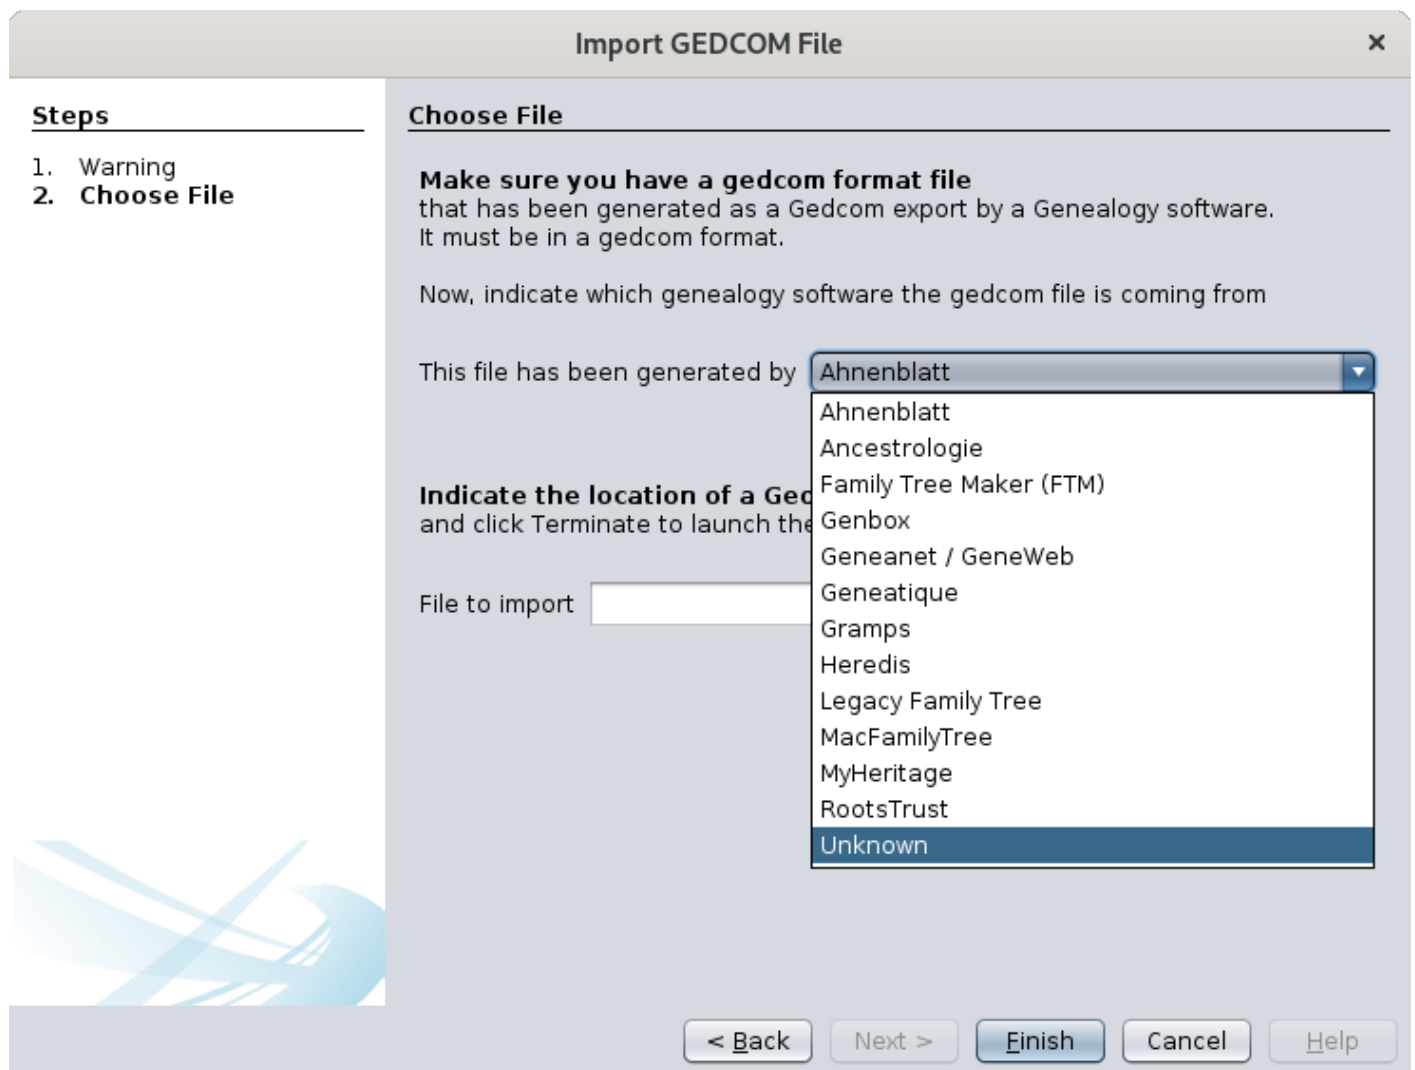 Import GEDCOM File
×
Steps
1. Warning
2. Choose File
Choose File
Make sure you have a gedcom format file
that has been generated as a Gedcom export by a Genealogy software.
It must be in a gedcom format.
Now, indicate which genealogy software the gedcom file is coming from
This file has been generated by Ahnenblatt
Ahnenblatt
Ancestrologie
Family Tree Maker (FTM)
Genbox
Geneanet / GeneWeb
Geneatique
Gramps
Heredis
Legacy Family Tree
MacFamilyTree
MyHeritage
RootsTrust
Unknown
Indicate the location of a Ged
and click Terminate to launch the
File to import
< Back
Next >
Finish
Cancel
Help